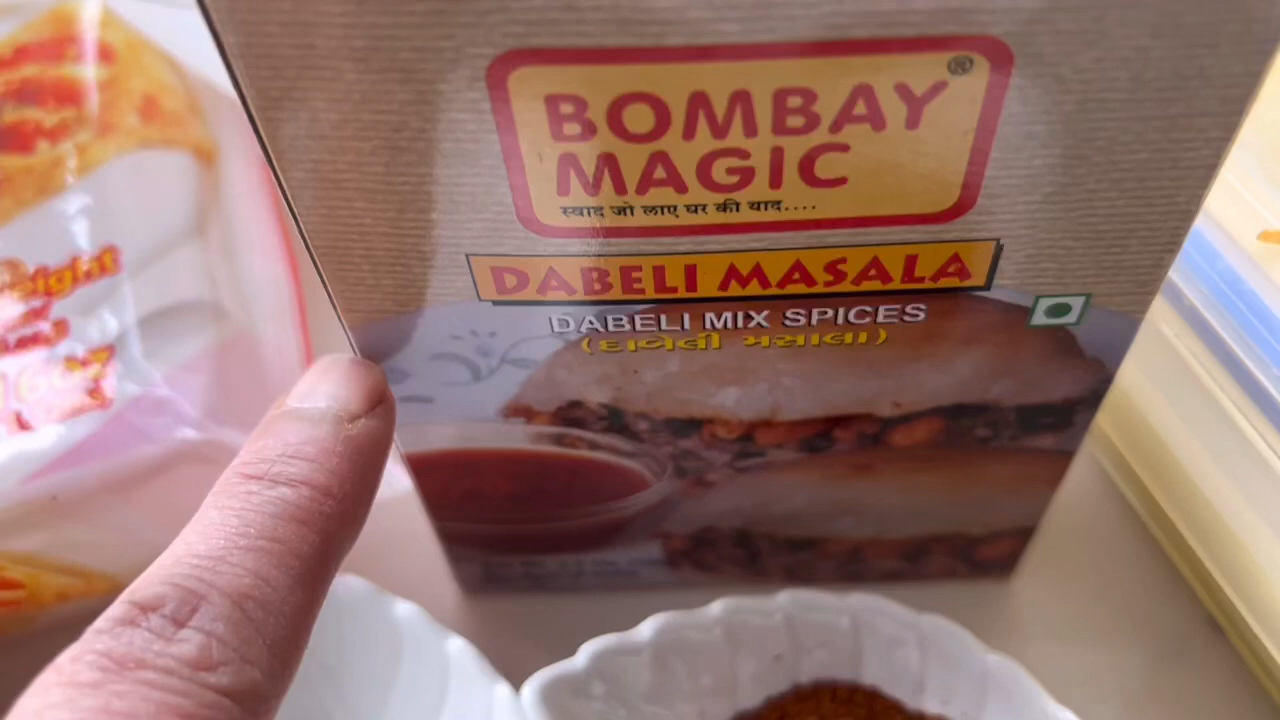 BOMBAY
MAGIC
®
स्वाद जो लाए घर की याद....
DABELI MASALA
DABELI MIX SPICES
(દાબેલી મસાલા)